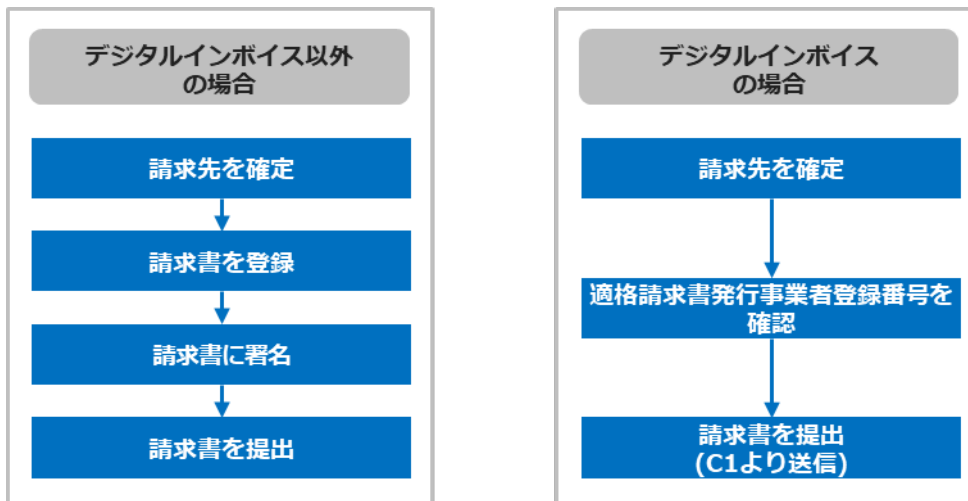 デジタルインボイス以外
の場合
請求先を確定
請求書を登録
請求書に署名
請求書を提出
デジタルインボイス
の場合
請求先を確定
適格請求書発行事業者登録番号を
確認
請求書を提出
(C1より送信)